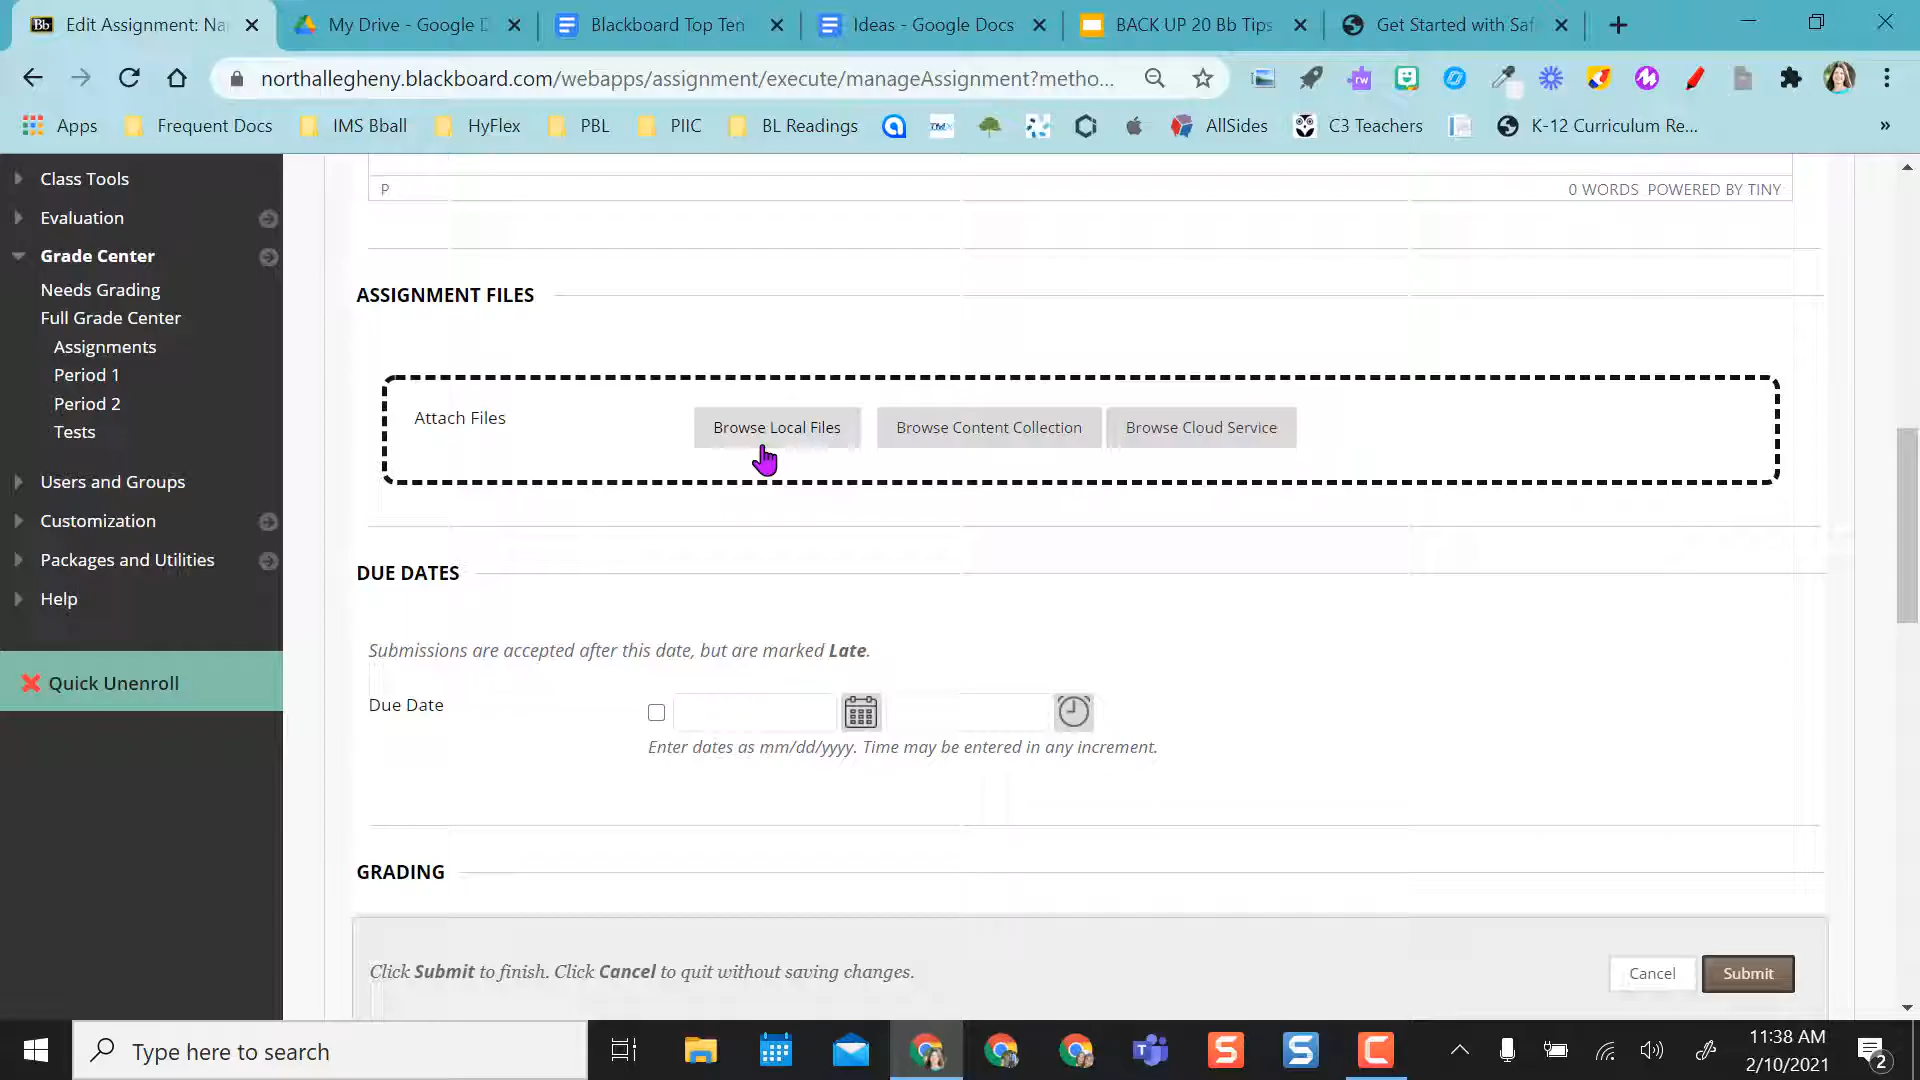 Bb Edit Assignment: Na
My Drive - Google D
Blackboard Top Ten
Ideas - Google Docs
BACK UP 20 Bb Tips
Get Started with Saf
northallegheny.blackboard.com/webapps/assignment/execute/manageAssignment?metho...
Apps
Frequent Docs
IMS Bball
HyFlex
PBL
PIIC
BL Readings
AllSides
C3 Teachers
K-12 Curriculum Re...
»
Class Tools
Evaluation
Grade Center
Needs Grading
Full Grade Center
Assignments
Period 1
Period 2
Tests
Users and Groups
Customization
Packages and Utilities
Help
Quick Unenroll
P
0 WORDS POWERED BY TINY
ASSIGNMENT FILES
Attach Files
Browse Local Files
Browse Content Collection
Browse Cloud Service
DUE DATES
Submissions are accepted after this date, but are marked Late.
Due Date
Enter dates as mm/dd/yyyy. Time may be entered in any increment.
GRADING
Click Submit to finish. Click Cancel to quit without saving changes.
Cancel
Submit
Type here to search
11:38 AM
2/10/2021
2